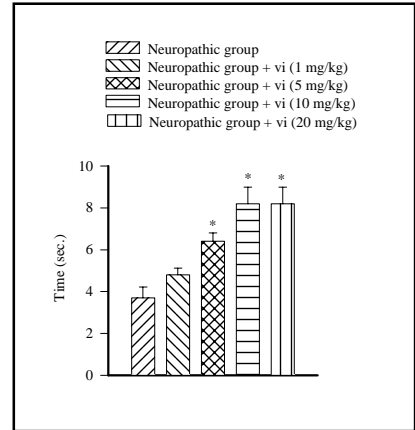 Neuropathic group
Neuropathic group + vi (1 mg/kg)
Neuropathic group + vi (5 mg/kg)
Neuropathic group + vi (10 mg/kg)
Neuropathic group + vi (20 mg/kg)
10
8
6
4
2
0
Time (sec.)
*
*
*